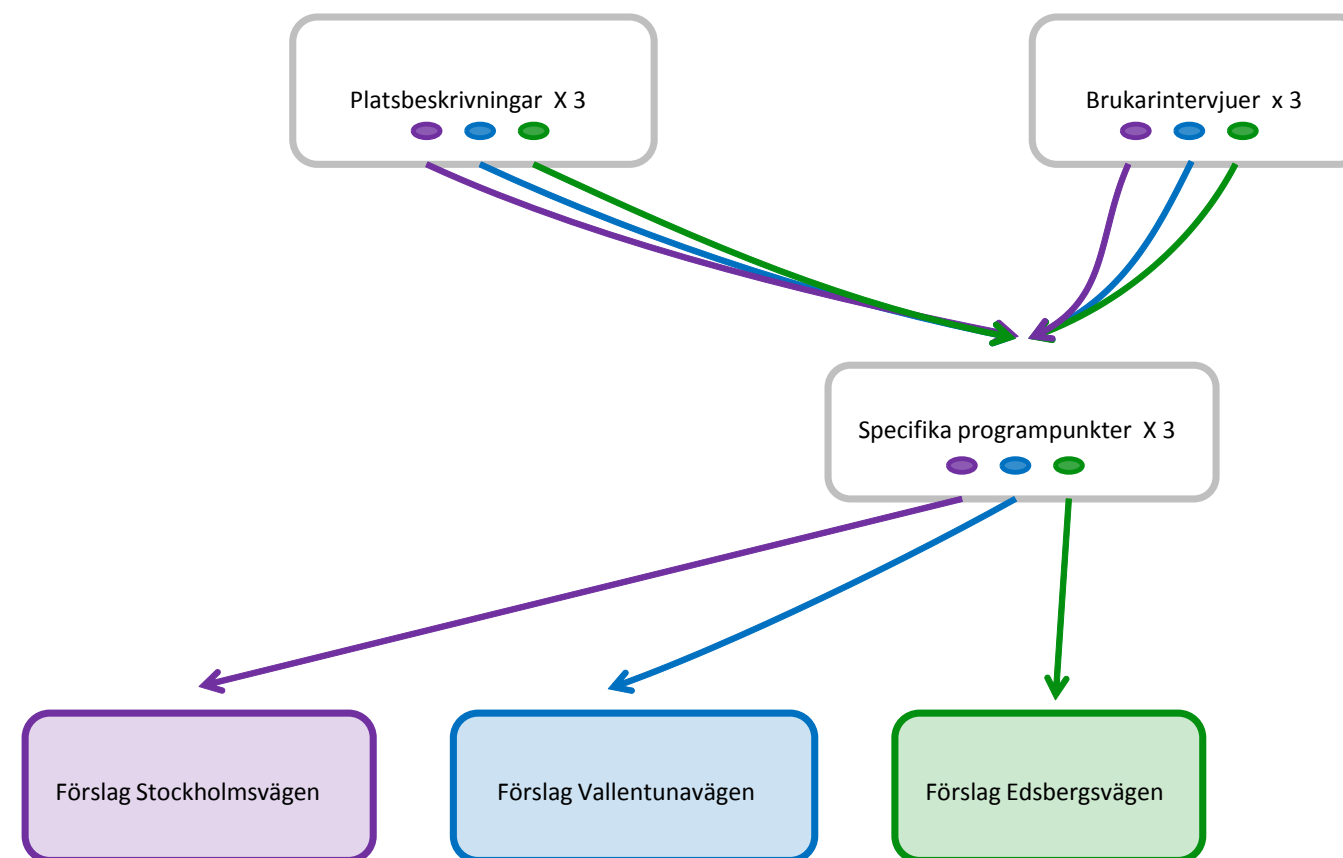 Platsbeskrivningar  X 3
Brukarintervjuer  x 3
Specifika programpunkter  X 3
Förslag Stockholmsvägen
Förslag Vallentunavägen
Förslag Edsbergsvägen